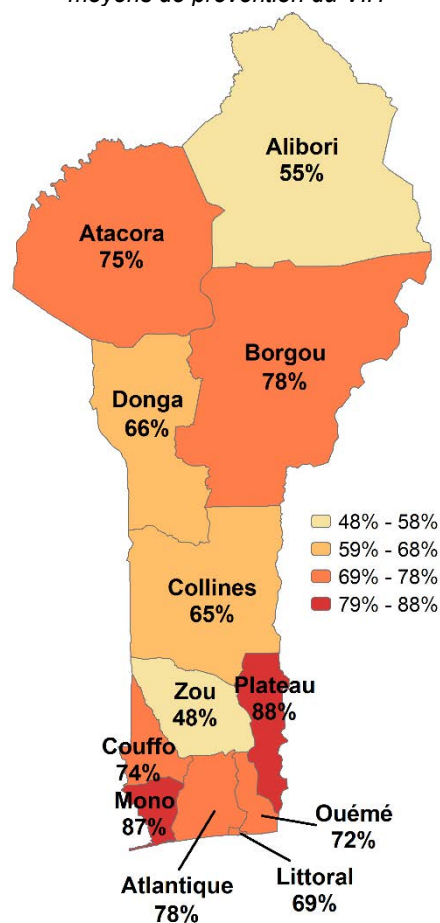 moyens de prévention du VIH
Alibori
55%
Atacora
75%
Borgou
78%
Donga
66%
48% - 58%
59% - 68%
69% - 78%
79% - 88%
Collines
65%
Zou
48%
Plateau
88%
Couffo
74%
Mono
87%
Ouémé
72%
Littoral
69%
Atlantique
78%